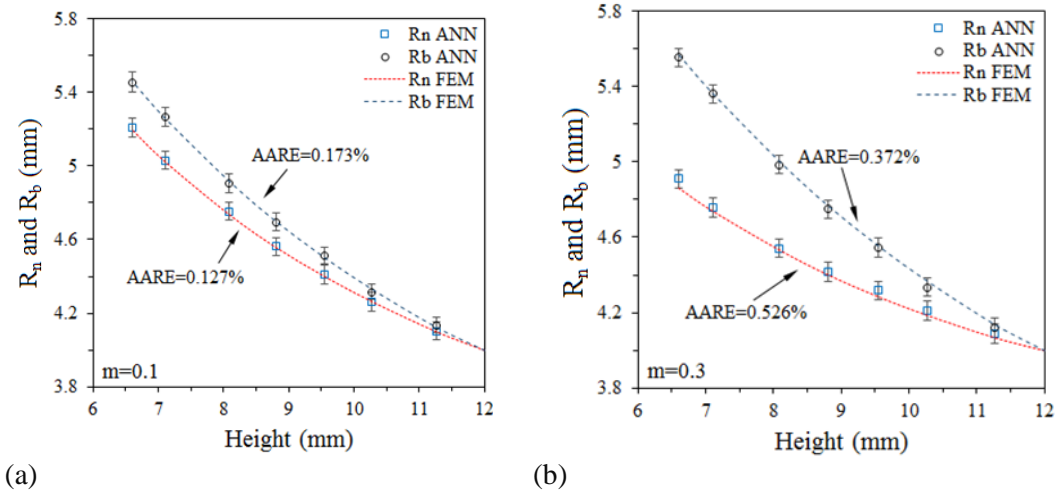 5.8
5.4
5
4.6
4.2
3.8
Rn and Rb (mm)
Rn ANN
Rb ANN
Rn FEM
Rb FEM
AARE=0.173%
AARE=0.127%
m=0.1
6 7 8 9 10 11 12
Height (mm)
(a)
5.8
5.4
5
4.6
4.2
3.8
Rn and Rb (mm)
Rn ANN
Rb ANN
Rn FEM
Rb FEM
AARE=0.372%
AARE=0.526%
m=0.3
6 7 8 9 10 11 12
Height (mm)
(b)